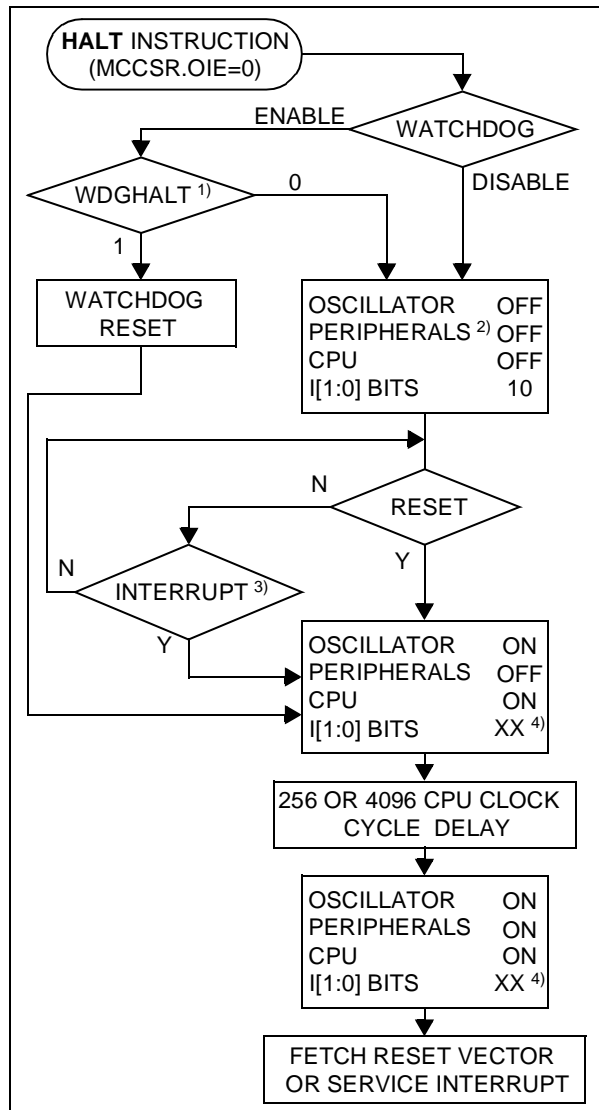 HALT INSTRUCTION
(MCCSR.OIE=0)
ENABLE
WATCHDOG
WDGHALT 1)
0
DISABLE
1
WATCHDOG
RESET
OSCILLATOR OFF
PERIPHERALS 2) OFF
CPU OFF
I[1:0] BITS 10
N
RESET
N
Y
INTERRUPT 3)
Y
OSCILLATOR ON
PERIPHERALS OFF
CPU ON
I[1:0] BITS XX 4)
256 OR 4096 CPU CLOCK
CYCLE DELAY
OSCILLATOR ON
PERIPHERALS ON
CPU ON
I[1:0] BITS XX 4)
FETCH RESET VECTOR
OR SERVICE INTERRUPT